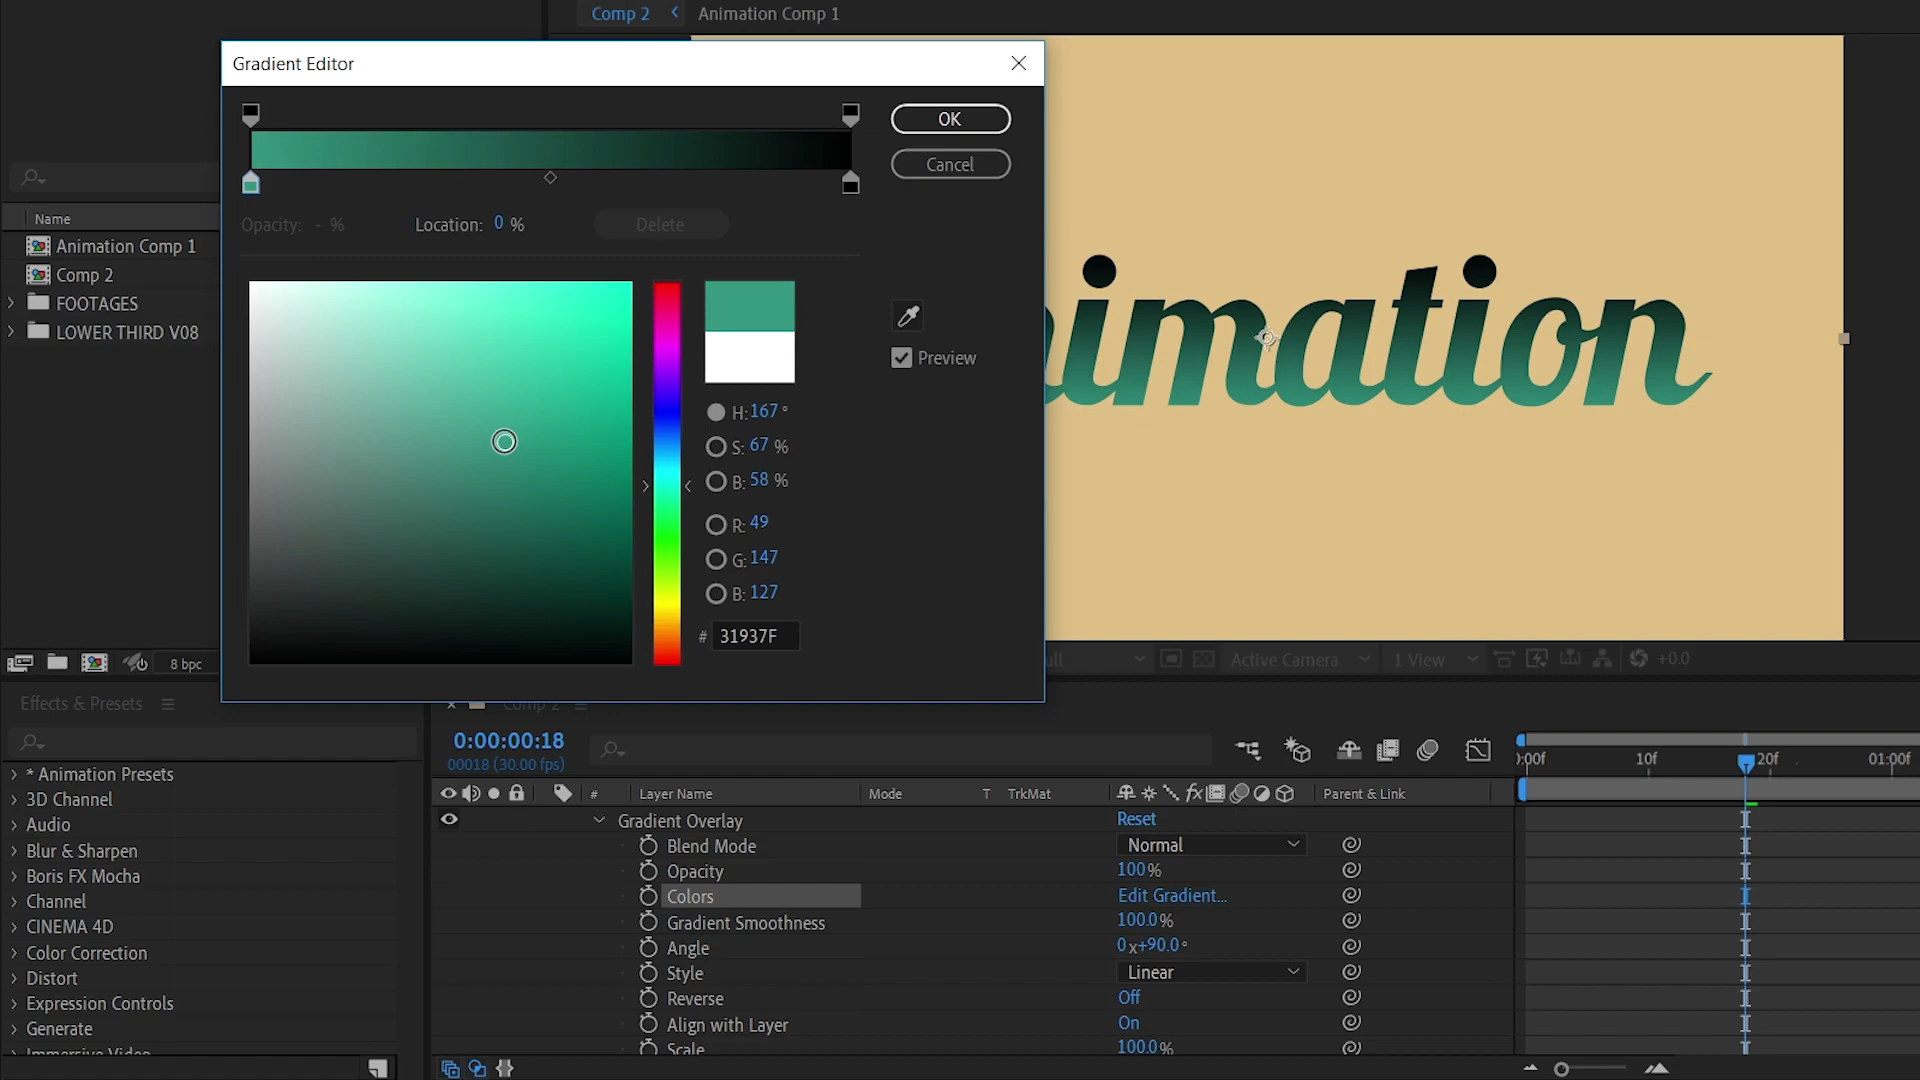 Comp 2
Animation Comp 1
Gradient Editor
OK
Cancel
Opacity: - %
Location: 0 %
Delete
Name
Animation Comp 1
Comp 2
FOOTAGES
LOWER THIRD V08
H: 167 °
S: 67 %
B: 58 %
R: 49
G: 147
B: 127
# 31937F
Preview
imation
8 bpc
Active Camera
1 View
+0.0
Effects & Presets
Comp 2
0:00:00:18
00018 (30.00 fps)
:00f
10f
20f
01:00f
# Layer Name
Mode
T TrkMat
Parent & Link
* Animation Presets
3D Channel
Audio
Blur & Sharpen
Boris FX Mocha
Channel
CINEMA 4D
Color Correction
Distort
Expression Controls
Generate
Immersive Video
Gradient Overlay Reset
Blend Mode Normal
Opacity 100%
Colors Edit Gradient...
Gradient Smoothness 100.0%
Angle 0x+90.0°
Style Linear
Reverse Off
Align with Layer On
Scale 100.0%